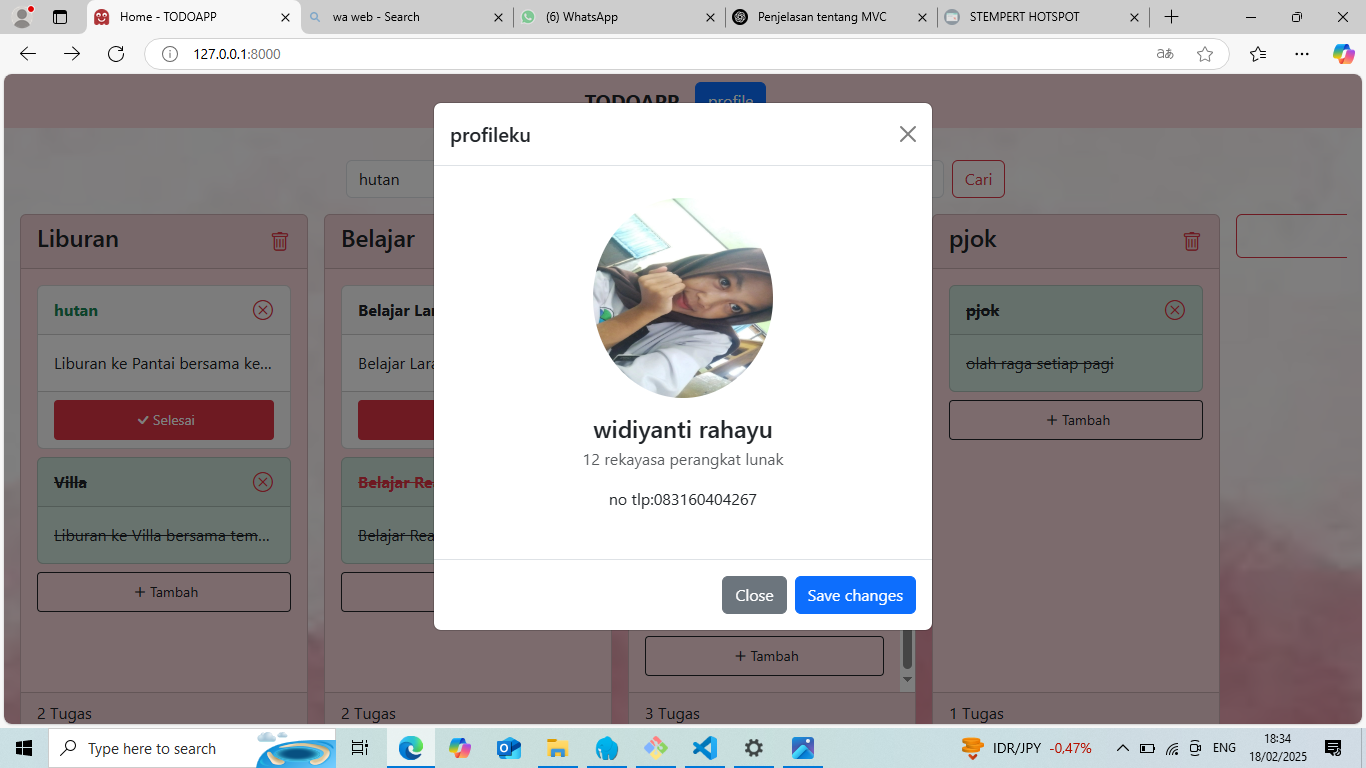 Home - TODOAPP
wa web - Search
(6) WhatsApp
Penjelasan tentang MVC
STEMPERT HOTSPOT
127.0.0.1:8000
TODOAPP
profile
profileku
hutan
Cari
Liburan
Belajar
pjok
hutan
Belajar Lar
pjok
Liburan ke Pantai bersama ke...
Belajar Lara
olah raga setiap pagi
Selesai
+ Tambah
widiyanti rahayu
12 rekayasa perangkat lunak
Villa
Belajar Re
no tlp:083160404267
Liburan ke Villa bersama tem...
Belajar Rea
+ Tambah
Close
Save changes
+ Tambah
2 Tugas
2 Tugas
3 Tugas
1 Tugas
Type here to search
IDR/JPY -0,47%
ENG
18:34
18/02/2025